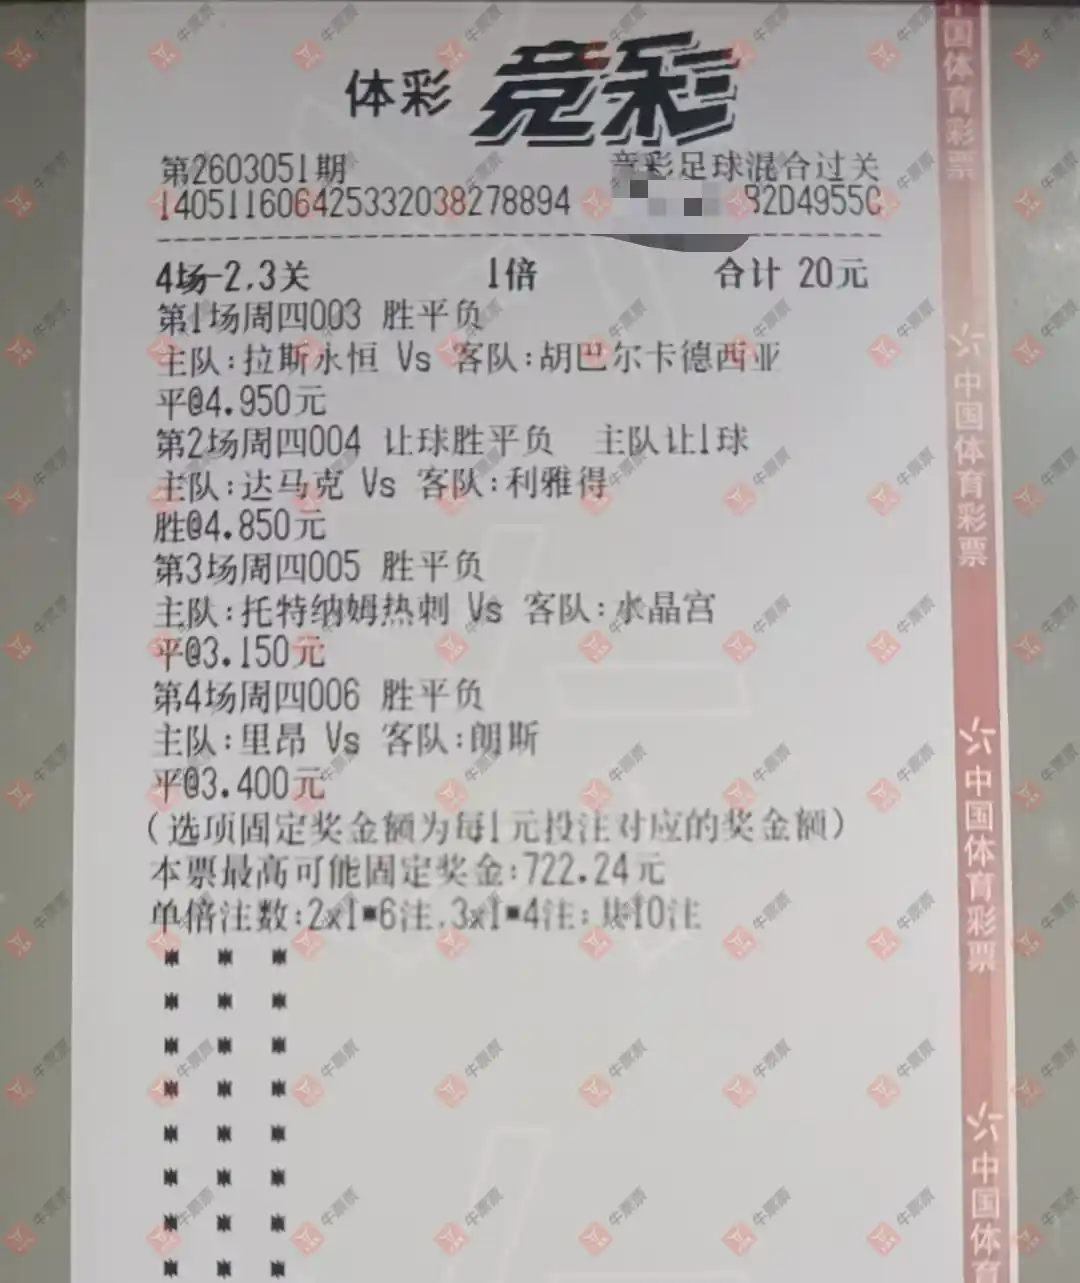 体彩 竞彩
第2603051期 竞彩足球混合过关
140511606425332038278894 B2D4955C
4场-2.3关 1倍 合计 20元
第1场周四003 胜平负
主队:拉斯永恒 Vs 客队:胡巴尔卡德西亚
平@4.950元
第2场周四004 让球胜平负 主队让1球
主队:达马克 Vs 客队:利雅得
胜@4.850元
第3场周四005 胜平负
主队:托特纳姆热刺 Vs 客队:水晶宫
平@3.150元
第4场周四006 胜平负
主队:里昂 Vs 客队:朗斯
平@3.400元
(选项固定奖金额为每1元投注对应的奖金额)
本票最高可能固定奖金:722.24元
单倍注数:2x1*6注,3x1*4注; 共10注
中国体育彩票
中国体育彩票
中国体育彩票
中国体育
牛票票